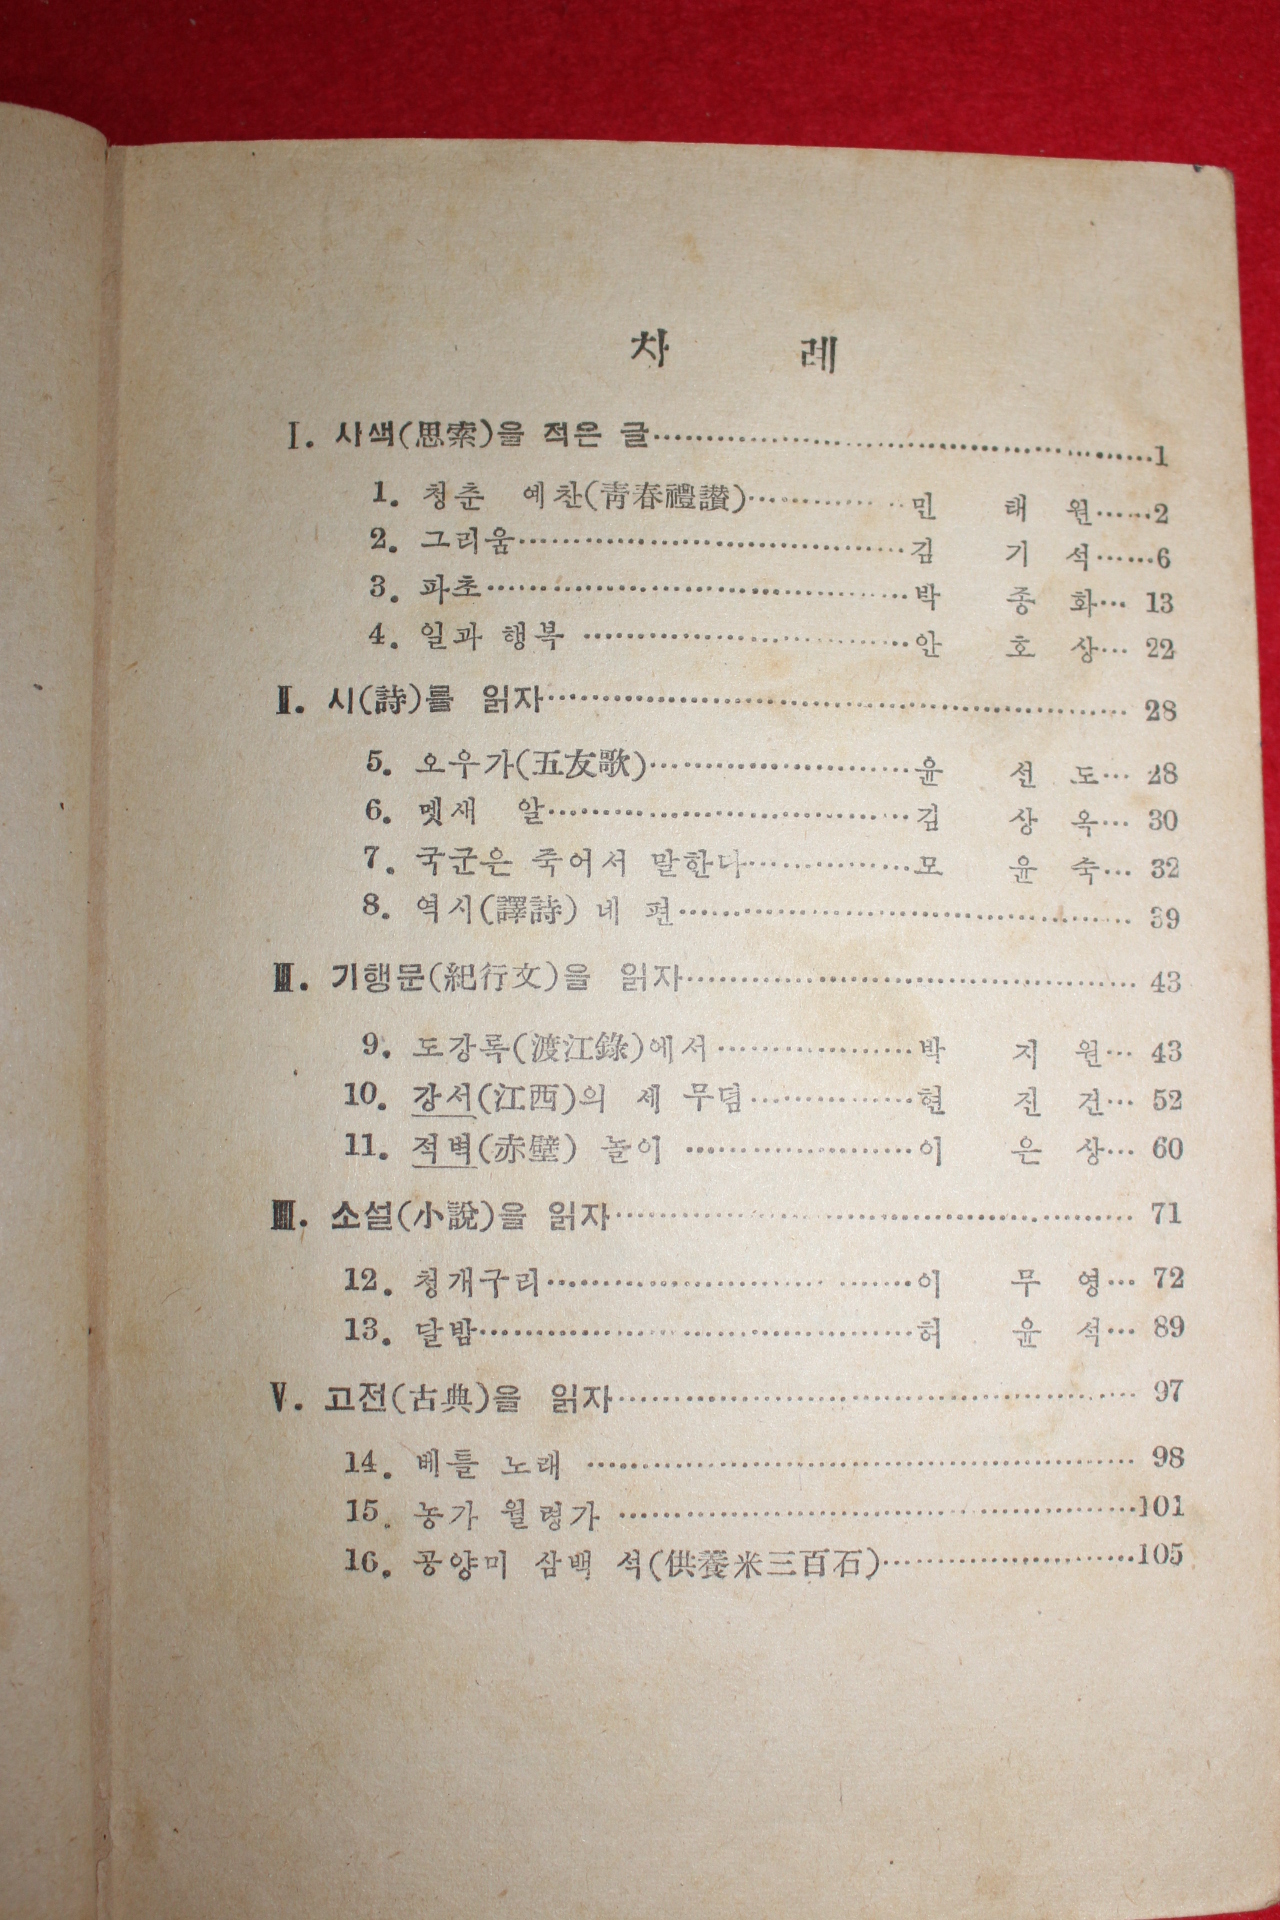 차 례
Ⅰ. 사색(思索)을 적은 글……………1
1. 청춘 예찬(靑春禮讃)……………민 태 원……2
2. 그리움……………김 기 석……6
3. 파초……………박 종 화… 13
4. 일과 행복 ……………안 호 상… 22
Ⅱ. 시(詩)를 읽자…………… 28
5. 오우가(五友歌)……………윤 선 도… 28
6. 멧새 알……………김 상 옥… 30
7. 국군은 죽어서 말한다……………모 윤 숙… 32
8. 역시(譯詩) 네 편…………… 39
Ⅲ. 기행문(紀行文)을 읽자…………… 43
9. 도강록(渡江錄)에서……………박 지 원… 43
10. 강서(江西)의 세 무덤……………현 진 건… 52
11. 적벽(赤壁) 놀이 ……………이 은 상… 60
Ⅲ. 소설(小說)을 읽자…………… 71
12. 청개구리……………이 무 영… 72
13. 달밤……………허 윤 석… 89
Ⅴ. 고전(古典)을 읽자…………… 97
14. 베틀 노래 …………… 98
15. 농가 월령가 ……………101
16. 공양미 삼백 석(供養米三百石)……………105